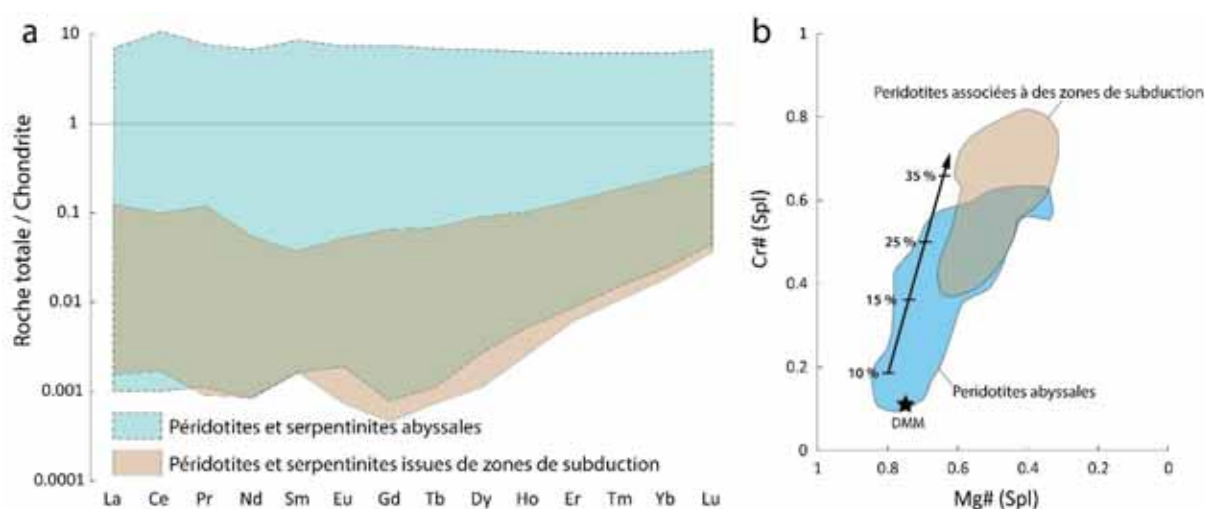 a
Roche totale / Chondrite
10
1
0.1
0.01
0.001
0.0001
Péridotites et serpentinites abyssales
Péridotites et serpentinites issues de zones de subduction
La Ce Pr Nd Sm Eu Gd Tb Dy Ho Er Tm Yb Lu
b
Cr# (Spl)
1
0.8
0.6
0.4
0.2
0
Peridotites associées à des zones de subduction
35 %
25 %
15 %
10 %
Peridotites abyssales
DMM
1 0.8 0.6 0.4 0.2 0
Mg# (Spl)